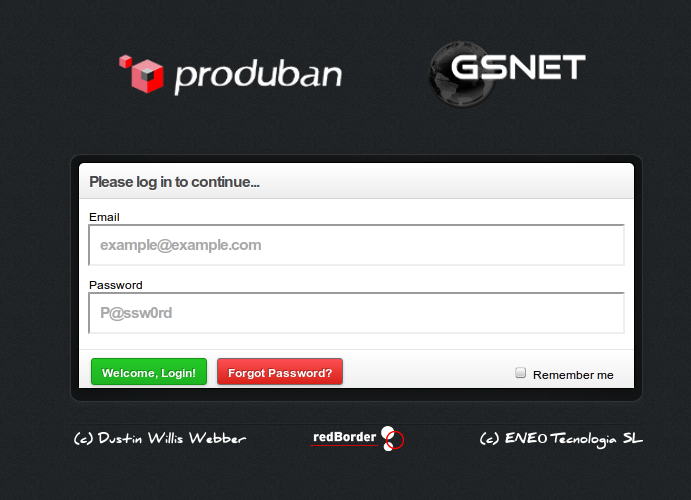 produban
GSNET
Please log in to continue...
Email
example@example.com
Password
P@ssw0rd
Welcome, Login!
Forgot Password?
Remember me
(c) Dustin Willis Webber
redBorder
(c) ENEO Tecnologia SL